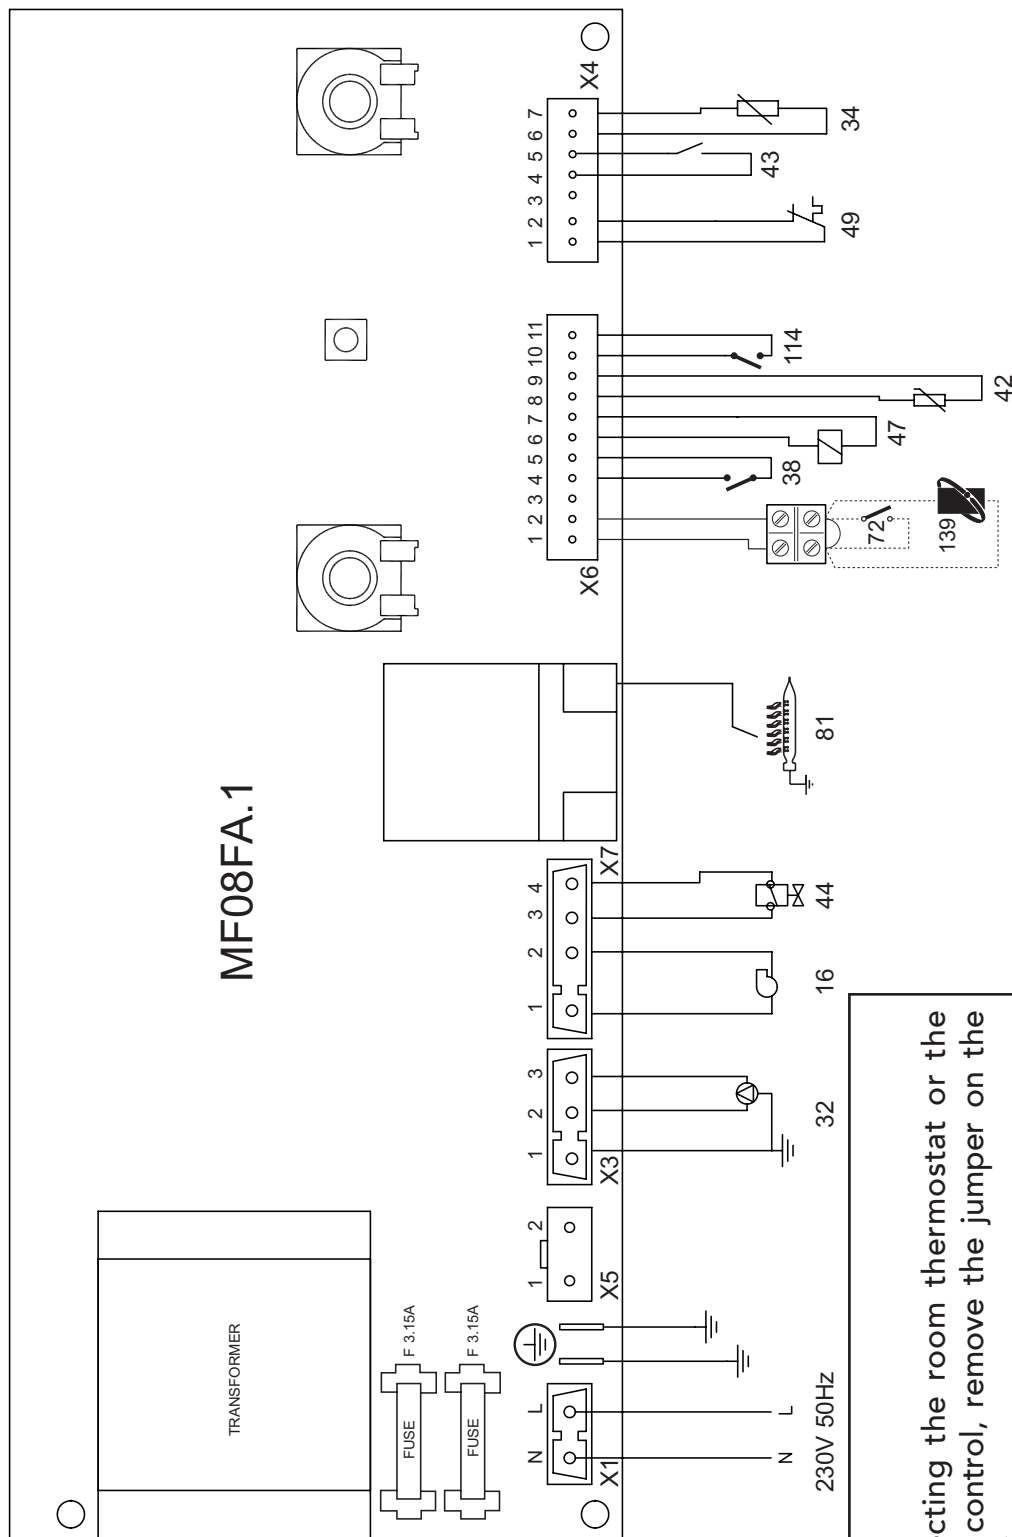 MF08FA.1
TRANSFORMER
FUSE
F 3.15A
FUSE
F 3.15A
N L
X1
1 2
X5
1 2 3
X3
1 2 3 4
X7
1 2 3 4 5 6 7 8 9 10 11
X6
1 2 3 4 5 6 7
X4
N L
230V 50Hz
32
16
44
81
72
139
38
47
42
114
49
43
34
the room thermostat or the
control, remove the jumper on the